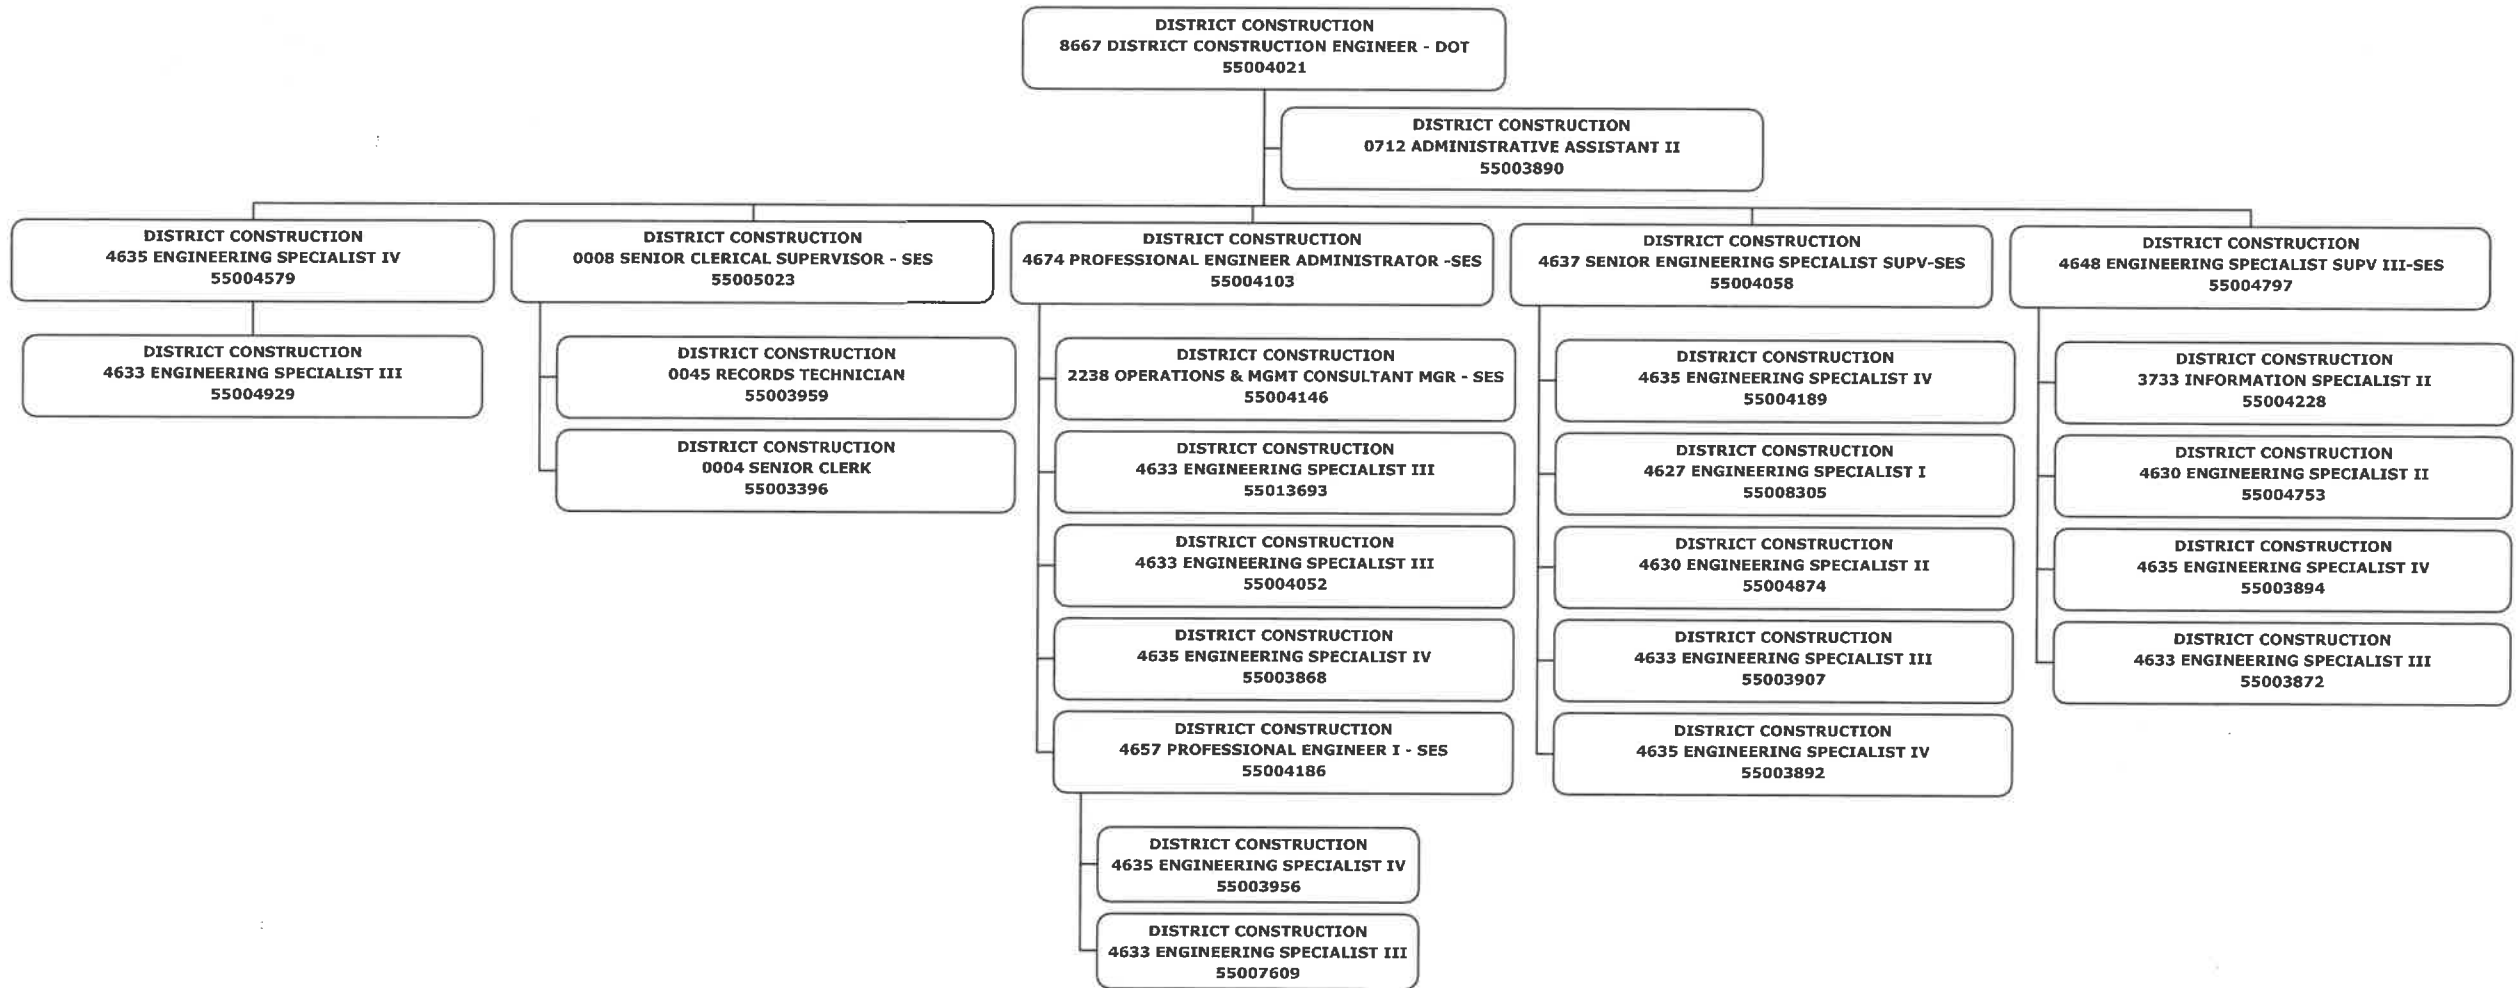 DISTRICT CONSTRUCTION
8667 DISTRICT CONSTRUCTION ENGINEER - DOT
55004021
DISTRICT CONSTRUCTION
0712 ADMINISTRATIVE ASSISTANT II
55003890
DISTRICT CONSTRUCTION
4635 ENGINEERING SPECIALIST IV
55004579
DISTRICT CONSTRUCTION
4633 ENGINEERING SPECIALIST III
55004929
DISTRICT CONSTRUCTION
0008 SENIOR CLERICAL SUPERVISOR - SES
55005023
DISTRICT CONSTRUCTION
0045 RECORDS TECHNICIAN
55003959
DISTRICT CONSTRUCTION
0004 SENIOR CLERK
55003396
DISTRICT CONSTRUCTION
4674 PROFESSIONAL ENGINEER ADMINISTRATOR -SES
55004103
DISTRICT CONSTRUCTION
2238 OPERATIONS & MGMT CONSULTANT MGR - SES
55004146
DISTRICT CONSTRUCTION
4633 ENGINEERING SPECIALIST III
55013693
DISTRICT CONSTRUCTION
4633 ENGINEERING SPECIALIST III
55004052
DISTRICT CONSTRUCTION
4635 ENGINEERING SPECIALIST IV
55003868
DISTRICT CONSTRUCTION
4657 PROFESSIONAL ENGINEER I - SES
55004186
DISTRICT CONSTRUCTION
4635 ENGINEERING SPECIALIST IV
55003956
DISTRICT CONSTRUCTION
4633 ENGINEERING SPECIALIST III
55007609
DISTRICT CONSTRUCTION
4637 SENIOR ENGINEERING SPECIALIST SUPV-SES
55004058
DISTRICT CONSTRUCTION
4635 ENGINEERING SPECIALIST IV
55004189
DISTRICT CONSTRUCTION
4627 ENGINEERING SPECIALIST I
55008305
DISTRICT CONSTRUCTION
4630 ENGINEERING SPECIALIST II
55004874
DISTRICT CONSTRUCTION
4633 ENGINEERING SPECIALIST III
55003907
DISTRICT CONSTRUCTION
4635 ENGINEERING SPECIALIST IV
55003892
DISTRICT CONSTRUCTION
4648 ENGINEERING SPECIALIST SUPV III-SES
55004797
DISTRICT CONSTRUCTION
3733 INFORMATION SPECIALIST II
55004228
DISTRICT CONSTRUCTION
4630 ENGINEERING SPECIALIST II
55004753
DISTRICT CONSTRUCTION
4635 ENGINEERING SPECIALIST IV
55003894
DISTRICT CONSTRUCTION
4633 ENGINEERING SPECIALIST III
55003872